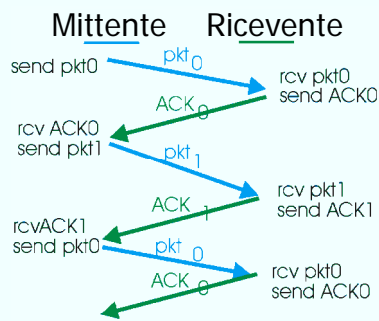 Mittente Ricevente
send pkt0
pkt 0
rcv pkt0
send ACK0
ACK 0
rcv ACK0
send pkt1
pkt 1
rcv pkt1
send ACK1
ACK 1
rcvACK1
send pkt0
pkt 0
rcv pkt0
send ACK0
ACK 0